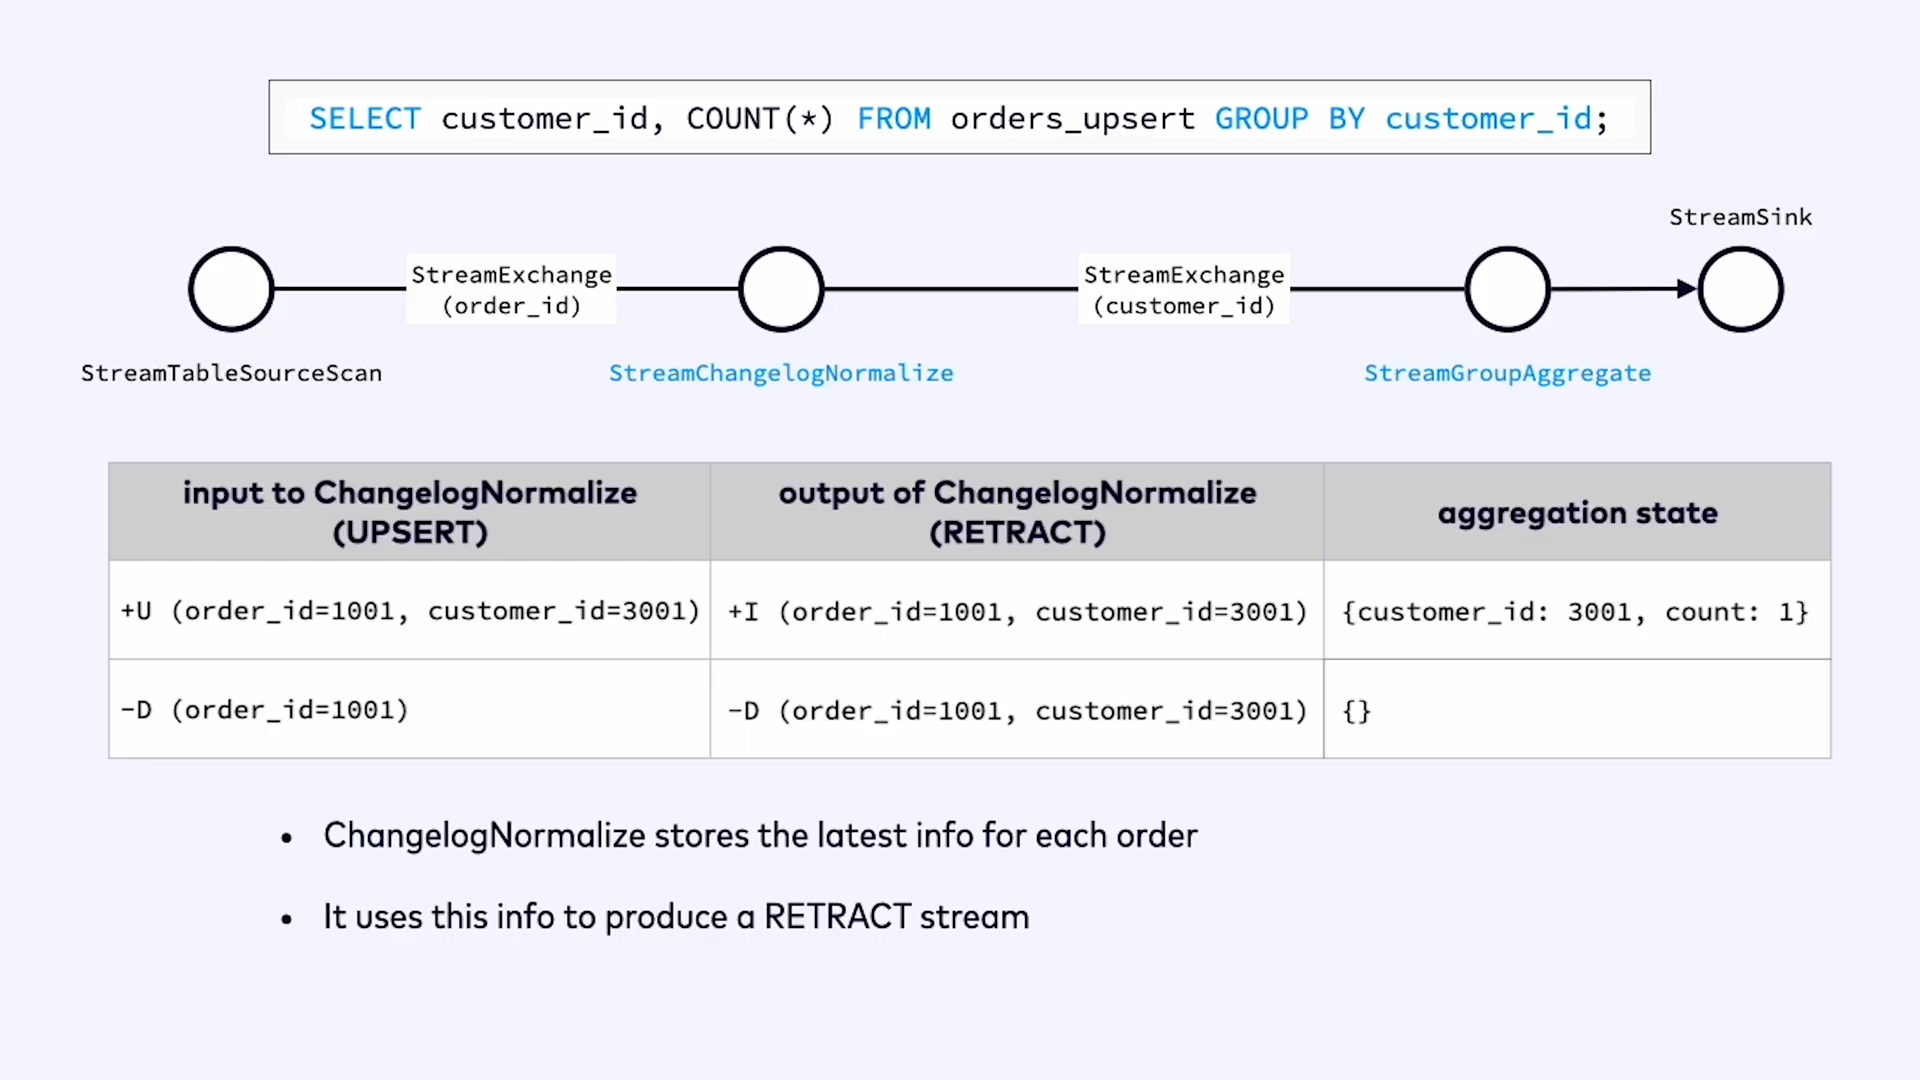 SELECT customer_id, COUNT(*) FROM orders_upsert GROUP BY customer_id;
StreamSink
StreamExchange
(order_id)
StreamExchange
(customer_id)
StreamTableSourceScan
StreamChangelogNormalize
StreamGroupAggregate
input to ChangelogNormalize
(UPSERT)
output of ChangelogNormalize
(RETRACT)
aggregation state
+U (order_id=1001, customer_id=3001)
+I (order_id=1001, customer_id=3001)
{customer_id: 3001, count: 1}
-D (order_id=1001)
-D (order_id=1001, customer_id=3001)
{}
• ChangelogNormalize stores the latest info for each order
• It uses this info to produce a RETRACT stream